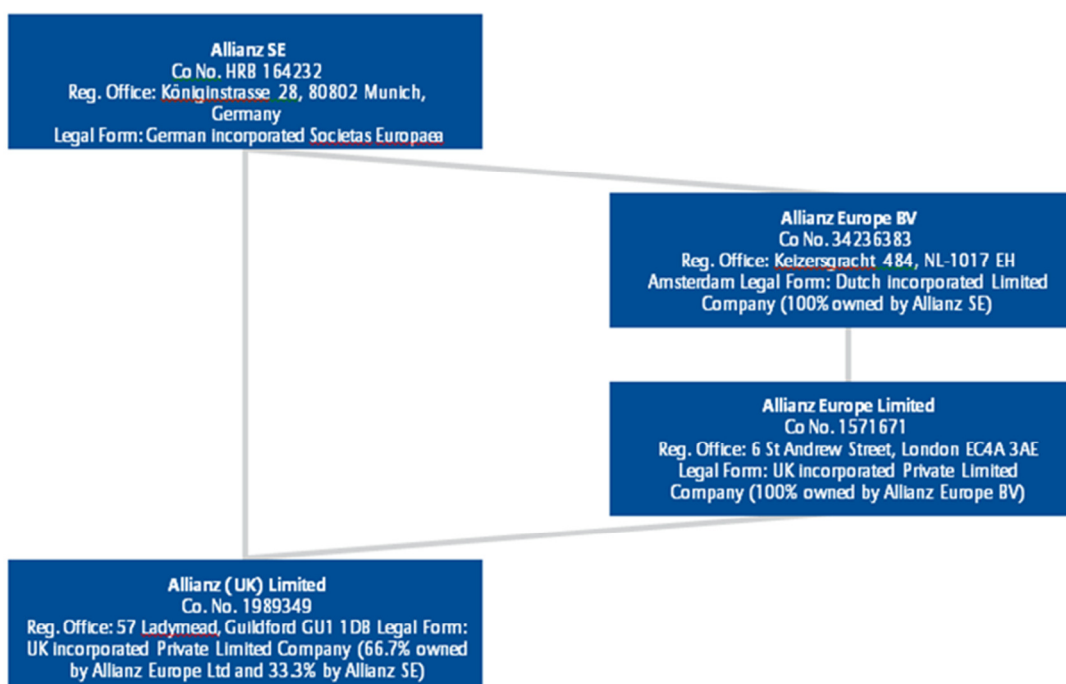 Allianz SE
Co No. HRB 164232
Reg. Office: Königinstrasse 28, 80802 Munich,
Germany
Legal Form: German incorporated Societas Europaea
Allianz Europe BV
Co No. 34236383
Reg. Office: Keizersgracht 484, NL-1017 EH
Amsterdam Legal Form: Dutch incorporated Limited
Company (100% owned by Allianz SE)
Allianz Europe Limited
Co No. 1571671
Reg. Office: 6 St Andrew Street, London EC4A 3AE
Legal Form: UK incorporated Private Limited
Company (100% owned by Allianz Europe BV)
Allianz (UK) Limited
Co. No. 1989349
Reg. Office: 57 Ladymead, Guildford GU1 1DB Legal Form:
UK incorporated Private Limited Company (66.7% owned
by Allianz Europe Ltd and 33.3% by Allianz SE)